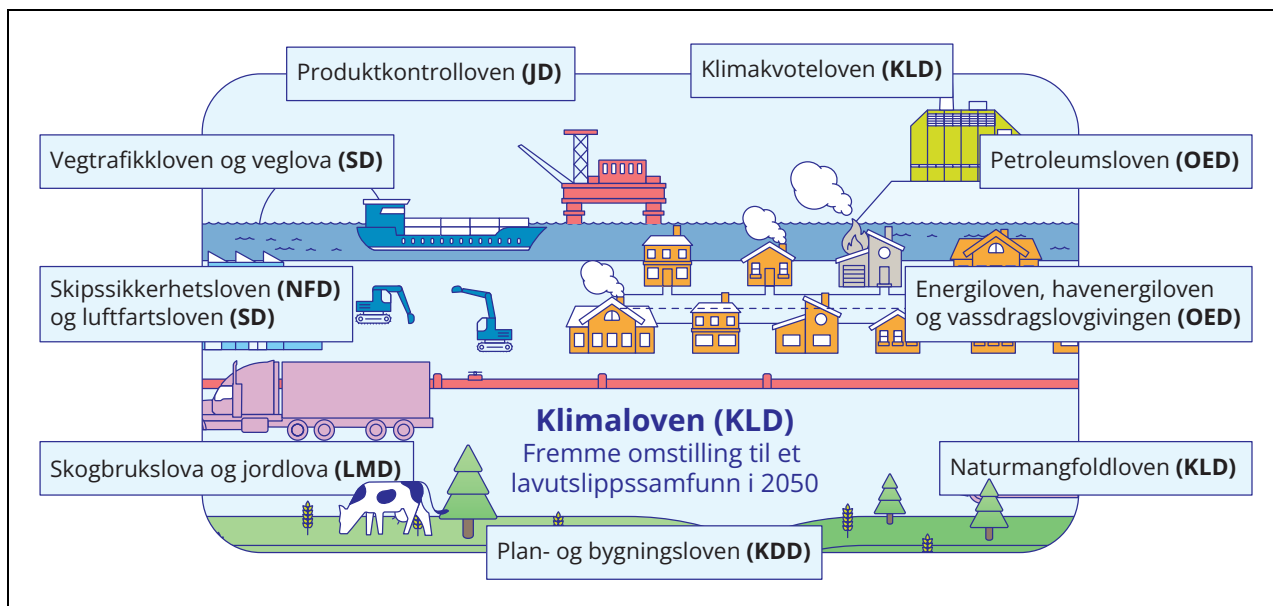 Produktkontrolloven (JD)
Klimakvoteloven (KLD)
Vegtrafikkloven og veglova (SD)
Petroleumsloven (OED)
Skipssikkerhetsloven (NFD)
og luftfartsloven (SD)
Energiloven, havenergiloven
og vassdragslovgivingen (OED)
Klimaloven (KLD)
Fremme omstilling til et
lavutslippssamfunn i 2050
Skogbrukslova og jordlova (LMD)
Naturmangfoldloven (KLD)
Plan- og bygningsloven (KDD)